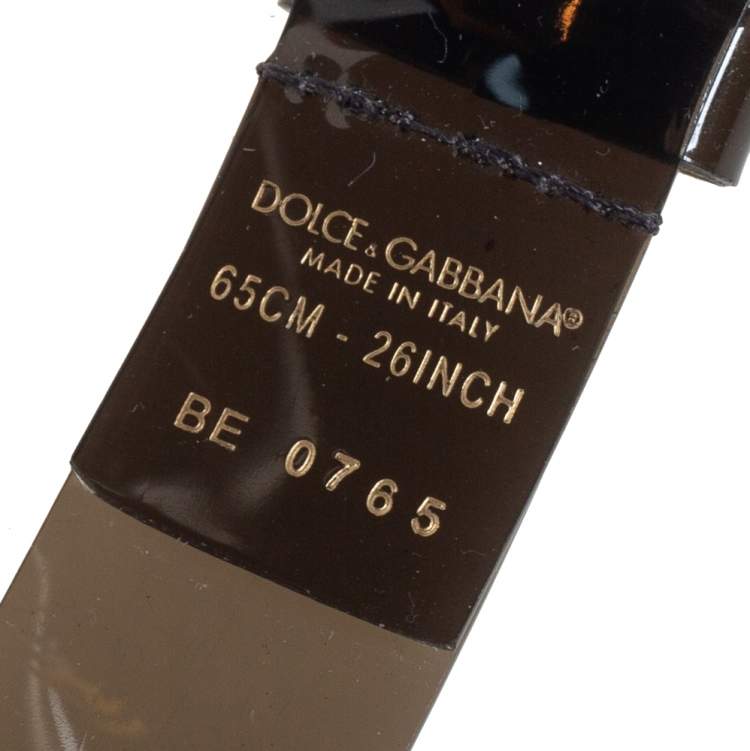 DOLCE & GABBANA®
MADE IN ITALY
65CM - 26INCH
BE 0765